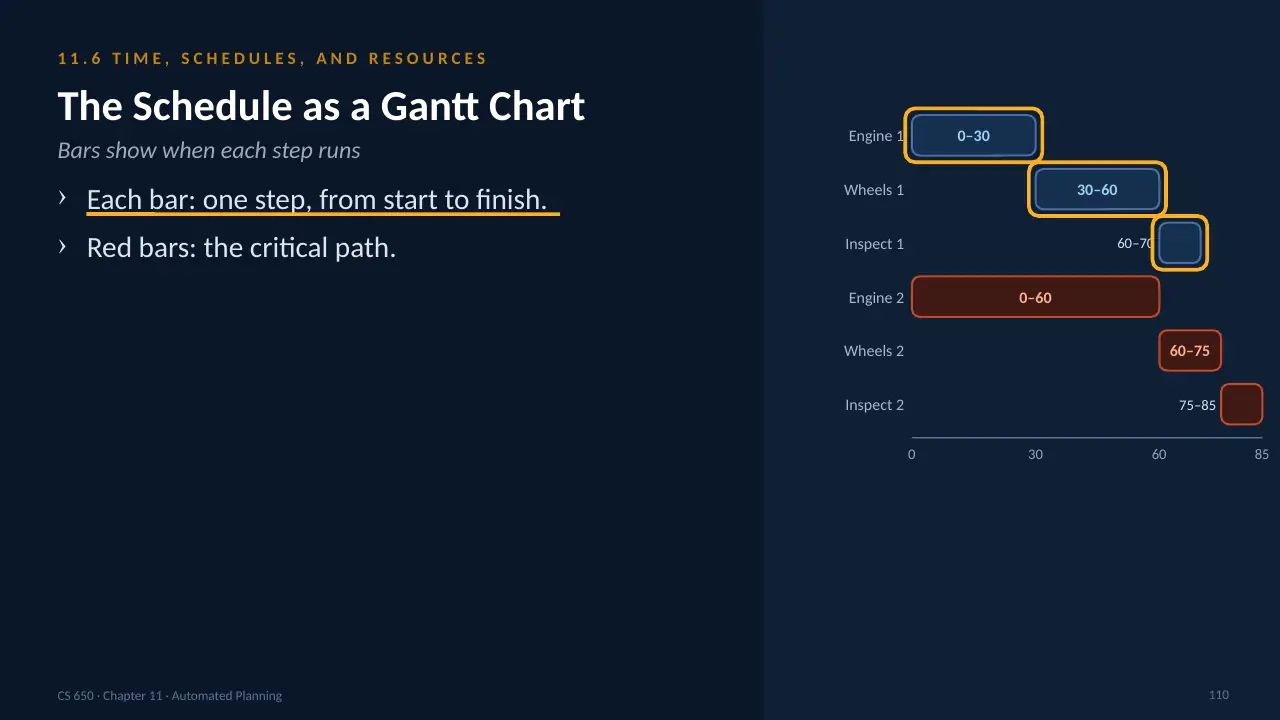 11.6 TIME, SCHEDULES, AND RESOURCES
The Schedule as a Gantt Chart
Bars show when each step runs
› Each bar: one step, from start to finish.
› Red bars: the critical path.
Engine 1 0–30
Wheels 1 30–60
Inspect 1 60–70
Engine 2 0–60
Wheels 2 60–75
Inspect 2 75–85
0 30 60 85
CS 650 · Chapter 11 · Automated Planning
110